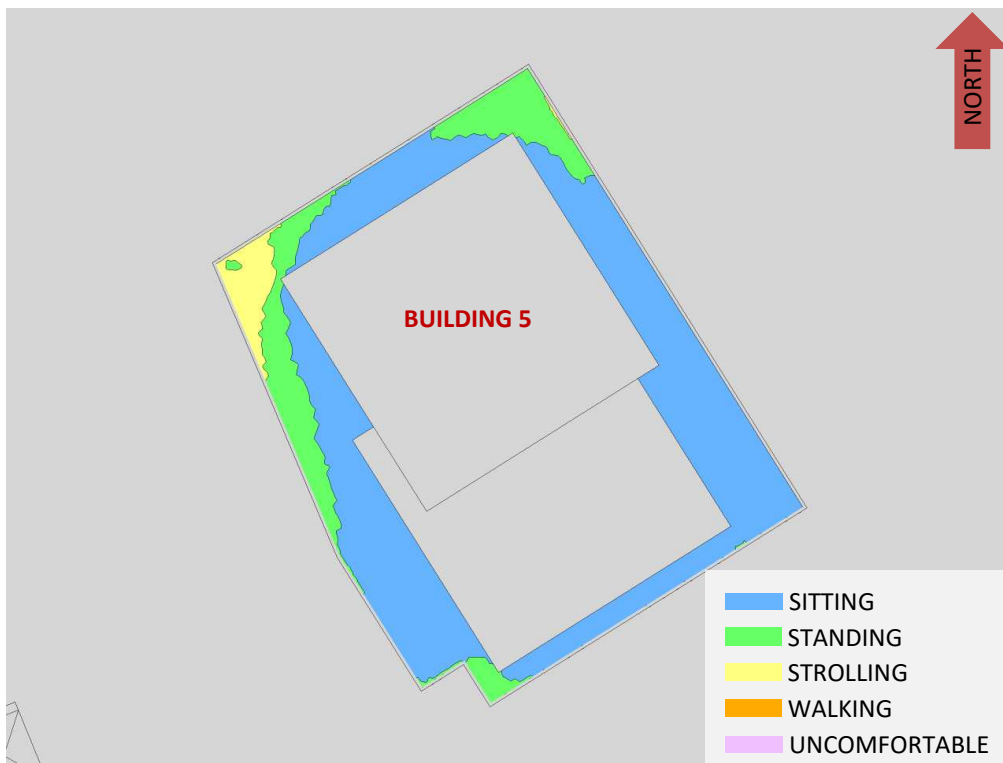 NORTH
BUILDING 5
SITTING
STANDING
STROLLING
WALKING
UNCOMFORTABLE